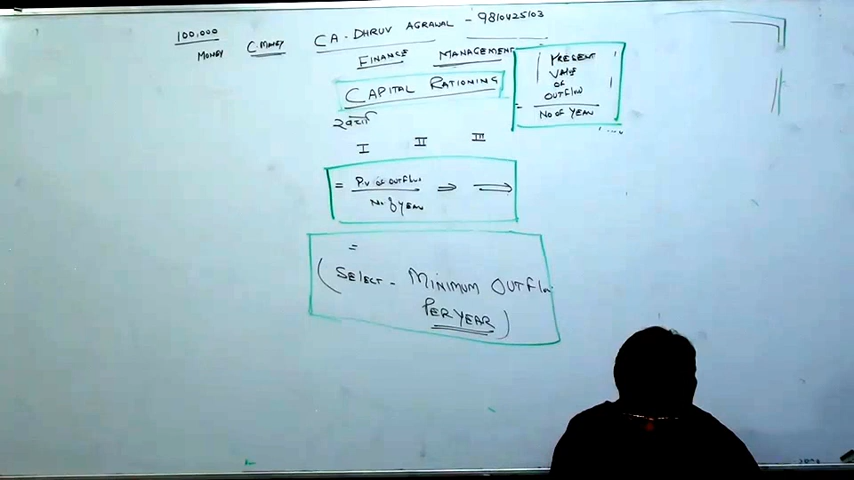 100,000
MONEY C.MONEY
CA. DHRUV AGRAWAL - 9810425103
FINANCE MANAGEMENT
CAPITAL RATIONING
PRESENT
VALUE
OF
OUTFLOW
= NO OF YEAR
I II III
= PV OF OUTFLOW
No. of YEAR
=
(SELECT - MINIMUM OUTFLOW
PER YEAR)